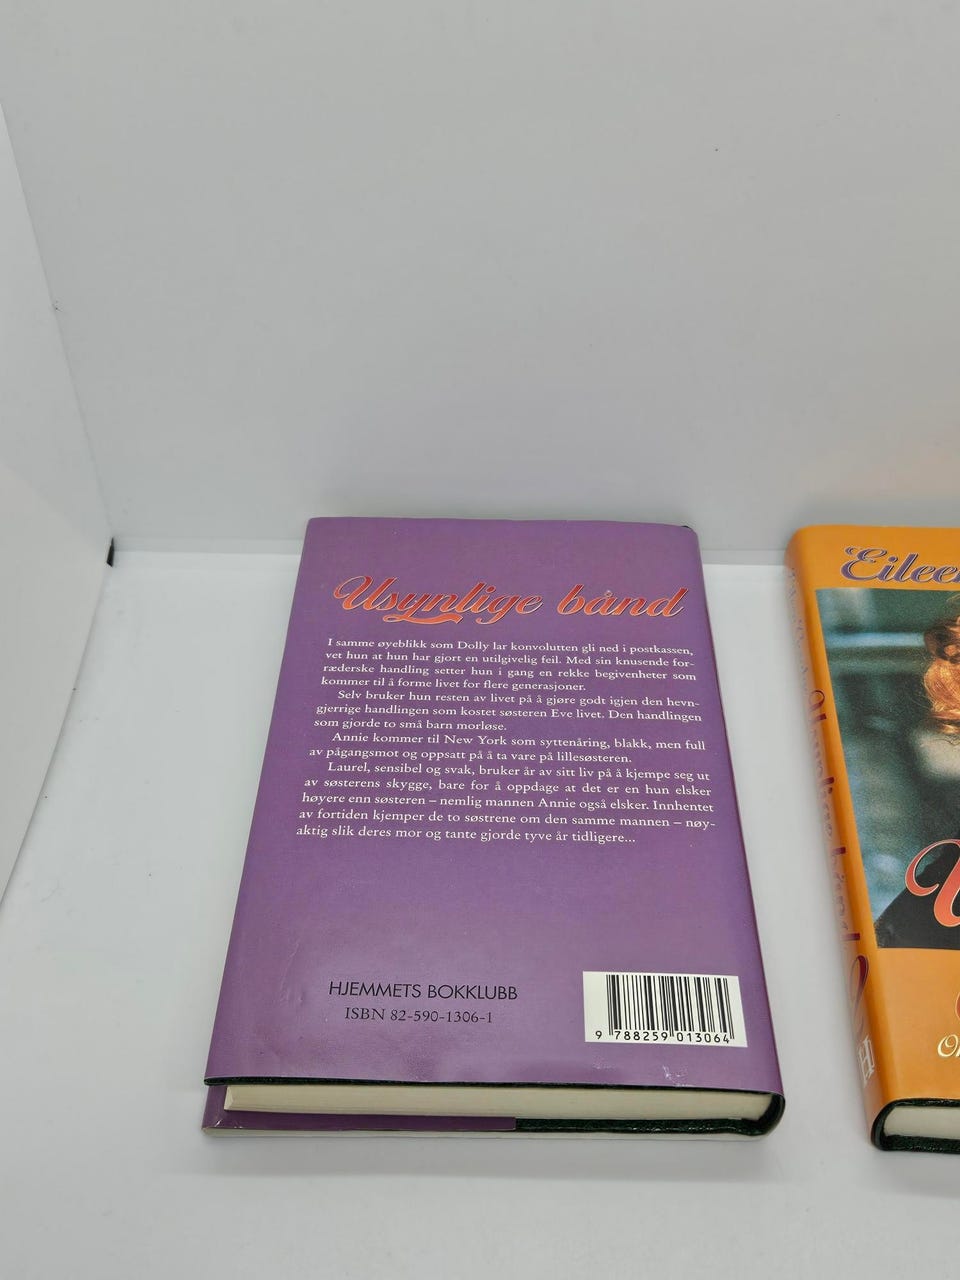 Usynlige bånd
I samme øyeblikk som Dolly lar konvolutten gli ned i postkassen,
vet hun at hun har gjort en utilgivelig feil. Med sin knusende for-
ræderske handling setter hun i gang en rekke begivenheter som
kommer til å forme livet for flere generasjoner.
Selv bruker hun resten av livet på å gjøre godt igjen den hevn-
gjerrige handlingen som kostet søsteren Eve livet. Den handlingen
som gjorde to små barn morløse.
Annie kommer til New York som syttenåring, blakk, men full
av pågangsmot og oppsatt på å ta vare på lillesøsteren.
Laurel, sensibel og svak, bruker år av sitt liv på å kjempe seg ut
av søsterens skygge, bare for å oppdage at det er en hun elsker
høyere enn søsteren – nemlig mannen Annie også elsker. Innhentet
av fortiden kjemper de to søstrene om den samme mannen – nøy-
aktig slik deres mor og tante gjorde tyve år tidligere...
HJEMMETS BOKKLUBB
ISBN 82-590-1306-1
9 788259 013064
Eilee
Usynlige bånd
H
U